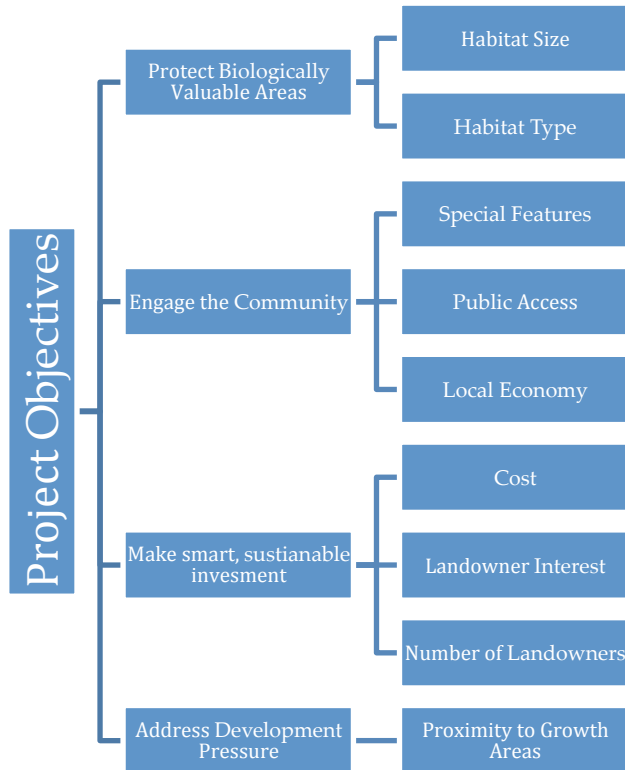 Project Objectives
Protect Biologically
Valuable Areas
Habitat Size
Habitat Type
Engage the Community
Special Features
Public Access
Local Economy
Make smart, sustianable
invesment
Cost
Landowner Interest
Number of Landowners
Address Development
Pressure
Proximity to Growth
Areas